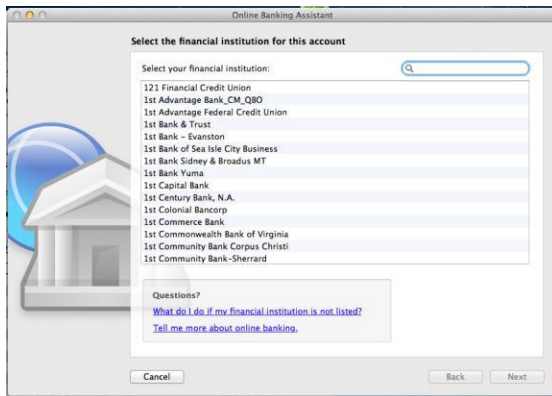 Online Banking Assistant
Select the financial institution for this account
Select your financial institution:
121 Financial Credit Union
1st Advantage Bank_CM_QBO
1st Advantage Federal Credit Union
1st Bank & Trust
1st Bank - Evanston
1st Bank of Sea Isle City Business
1st Bank Sidney & Broadus MT
1st Bank Yuma
1st Capital Bank
1st Century Bank, N.A.
1st Colonial Bancorp
1st Commerce Bank
1st Commonwealth Bank of Virginia
1st Community Bank Corpus Christi
1st Community Bank-Sherrard
Questions?
What do I do if my financial institution is not listed?
Tell me more about online banking.
Cancel
Back
Next